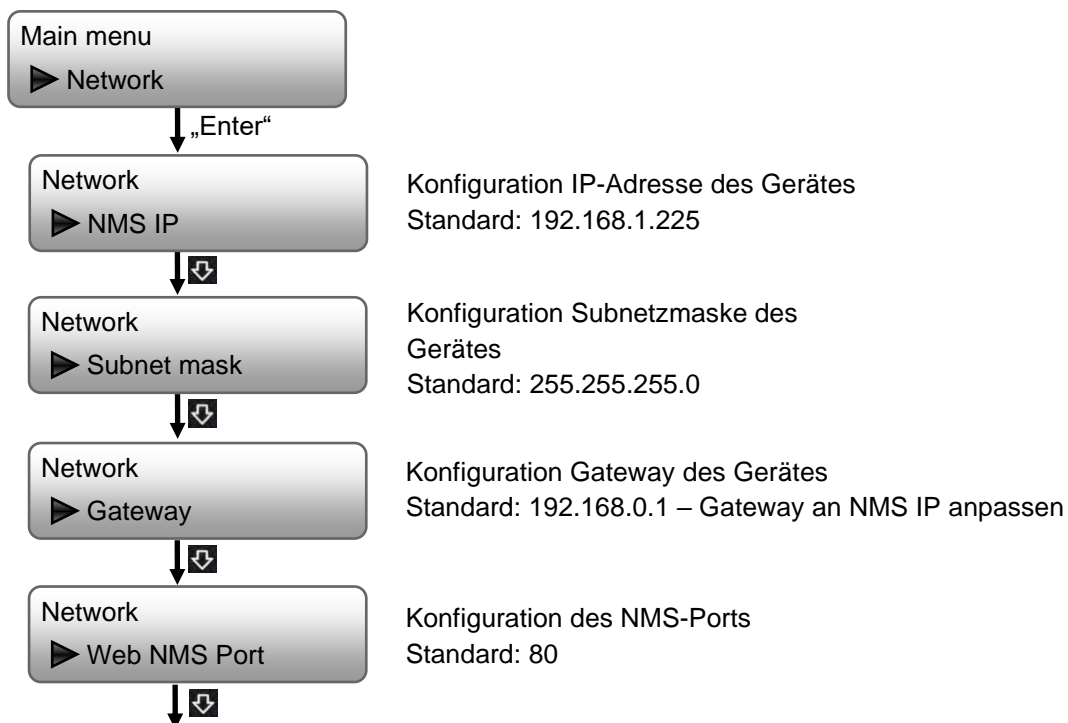 Main menu
Network
„Enter“
Network
NMS IP
Konfiguration IP-Adresse des Gerätes
Standard: 192.168.1.225
Network
Subnet mask
Konfiguration Subnetzmaske des
Gerätes
Standard: 255.255.255.0
Network
Gateway
Konfiguration Gateway des Gerätes
Standard: 192.168.0.1 – Gateway an NMS IP anpassen
Network
Web NMS Port
Konfiguration des NMS-Ports
Standard: 80